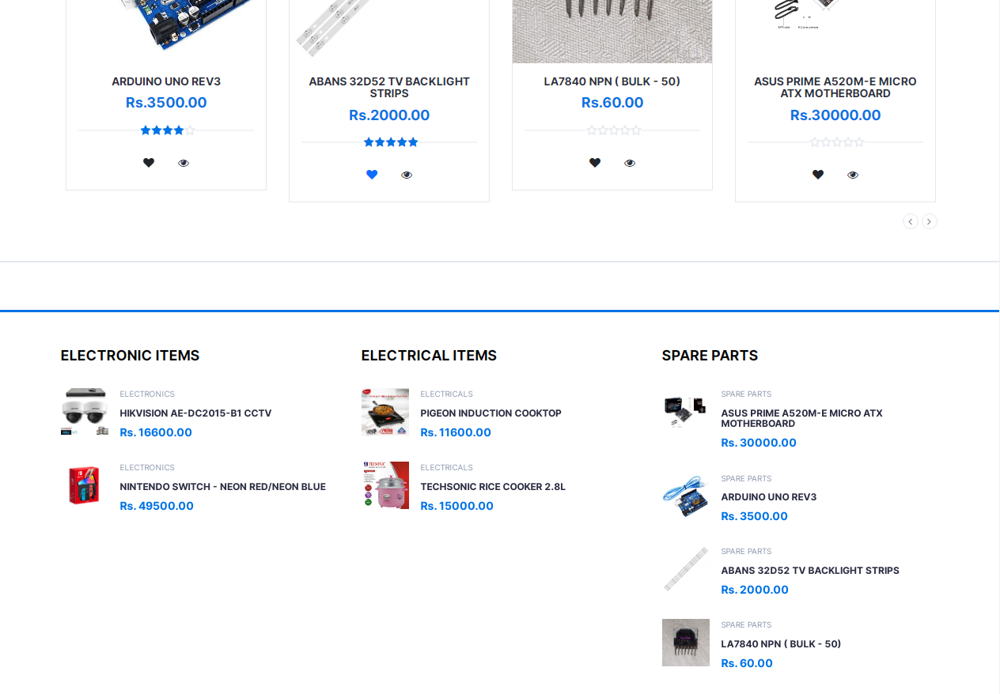 ARDUINO UNO REV3
Rs.3500.00
ABANS 32D52 TV BACKLIGHT
STRIPS
Rs.2000.00
LA7840 NPN ( BULK - 50)
Rs.60.00
ASUS PRIME A520M-E MICRO
ATX MOTHERBOARD
Rs.30000.00
ELECTRONIC ITEMS
ELECTRONICS
HIKVISION AE-DC2015-B1 CCTV
Rs. 16600.00
ELECTRONICS
NINTENDO SWITCH - NEON RED/NEON BLUE
Rs. 49500.00
ELECTRICAL ITEMS
ELECTRICALS
PIGEON INDUCTION COOKTOP
Rs. 11600.00
ELECTRICALS
TECHSONIC RICE COOKER 2.8L
Rs. 15000.00
SPARE PARTS
SPARE PARTS
ASUS PRIME A520M-E MICRO ATX
MOTHERBOARD
Rs. 30000.00
SPARE PARTS
ARDUINO UNO REV3
Rs. 3500.00
SPARE PARTS
ABANS 32D52 TV BACKLIGHT STRIPS
Rs. 2000.00
SPARE PARTS
LA7840 NPN ( BULK - 50)
Rs. 60.00